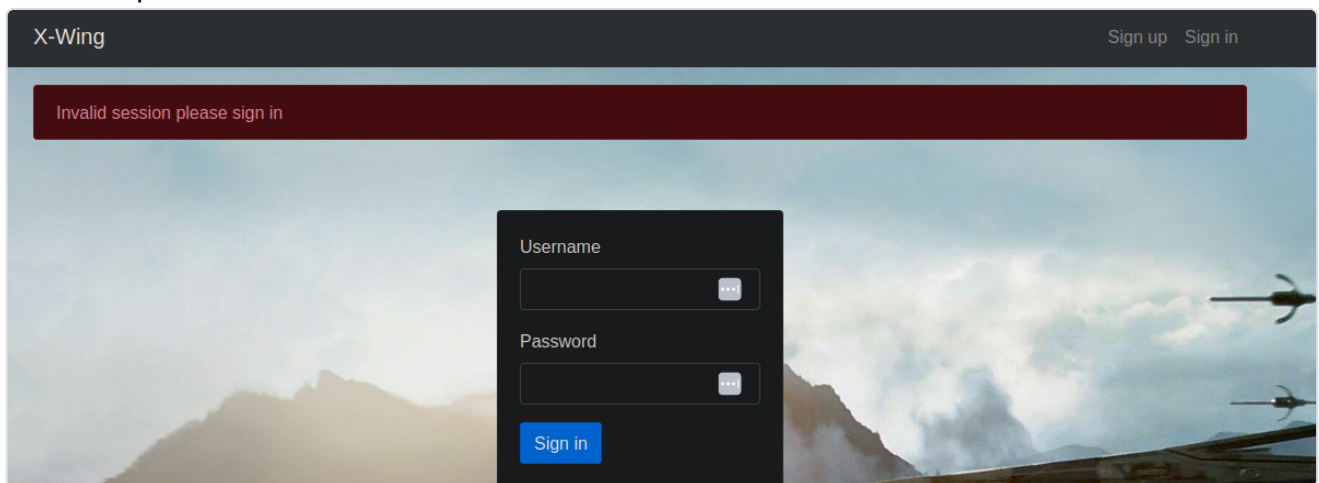 X-Wing Sign up Sign in
Invalid session please sign in
Username
Password
Sign in